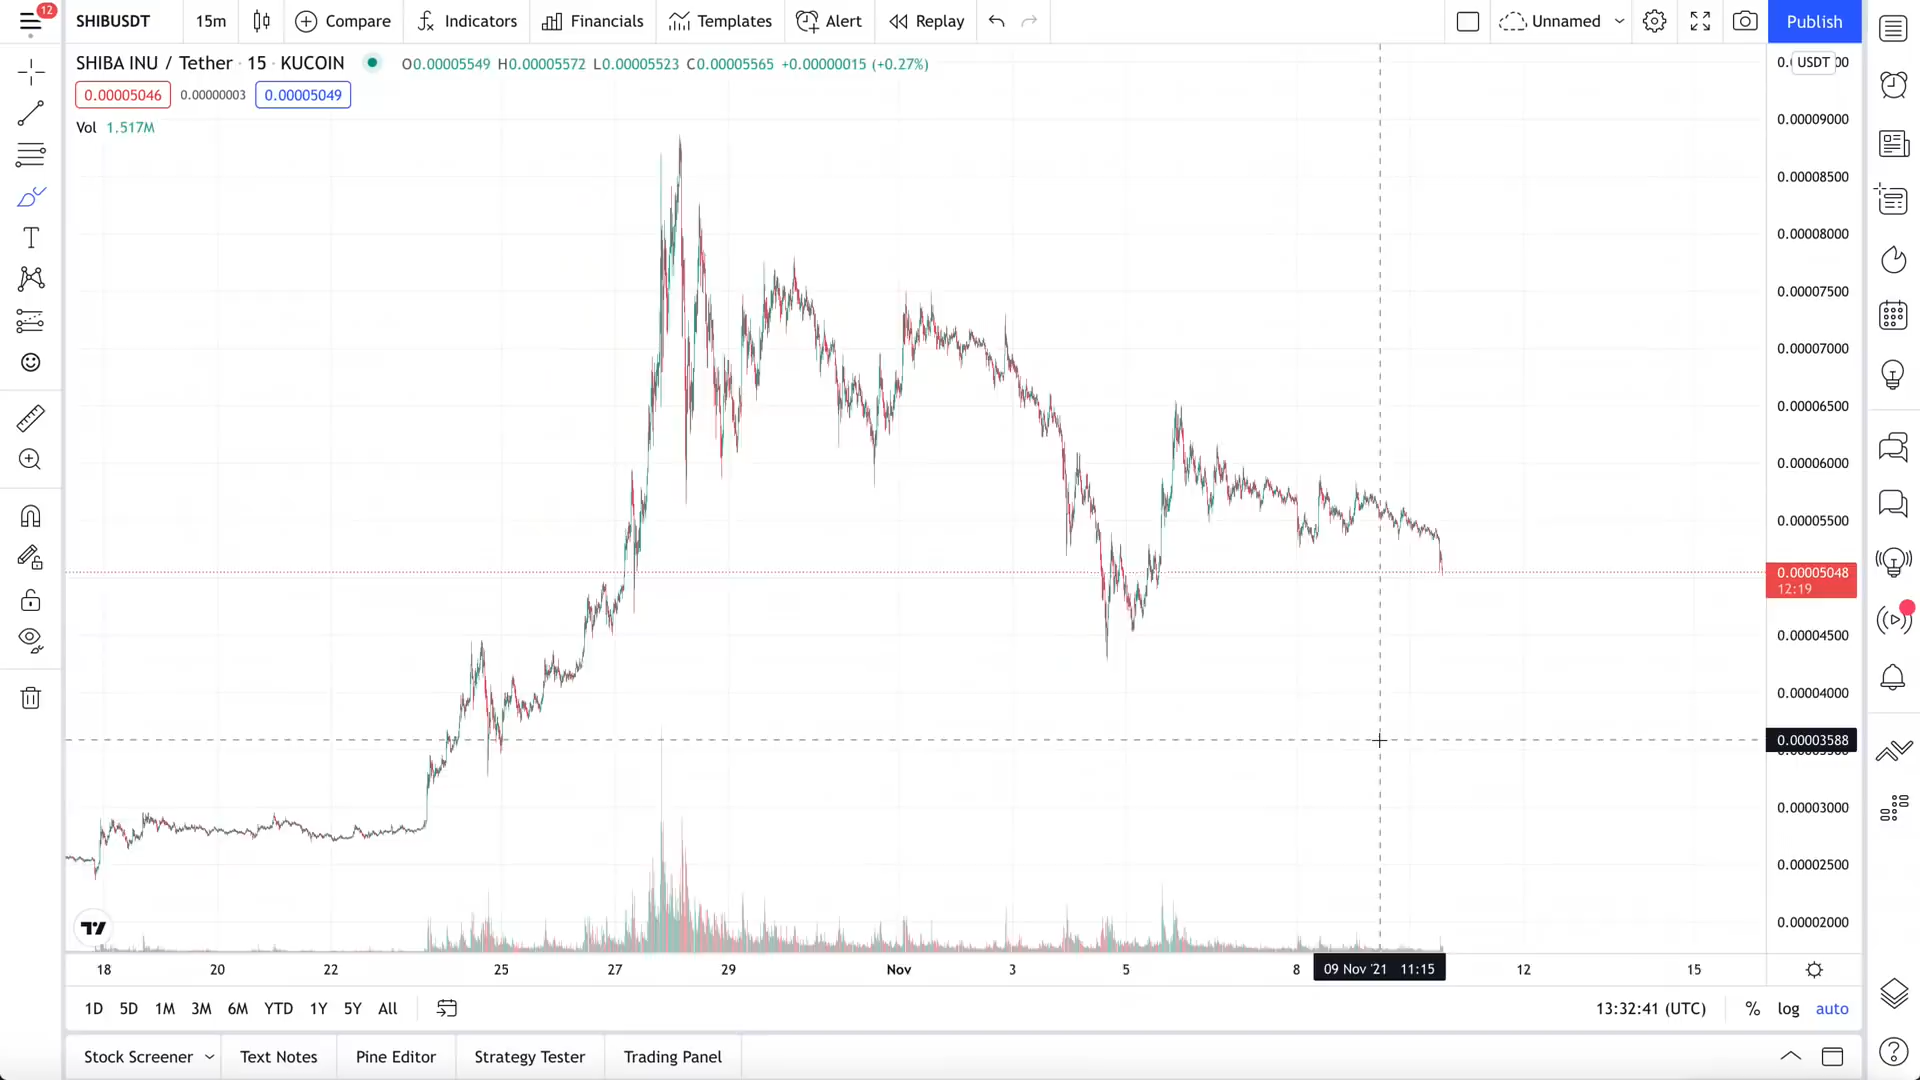 12
SHIBUSDT 15m Compare Indicators Financials Templates Alert Replay Unnamed Publish
SHIBA INU / Tether · 15 · KUCOIN O0.00005549 H0.00005572 L0.00005523 C0.00005565 +0.00000015 (+0.27%)
USDT
0.00005046 0.00000003 0.00005049
Vol 1.517M
0.00009000
0.00008500
0.00008000
0.00007500
0.00007000
0.00006500
0.00006000
0.00005500
0.00005048
12:19
0.00004500
0.00004000
0.00003588
0.00003000
0.00002500
0.00002000
18 20 22 25 27 29 Nov 3 5 8 09 Nov '21 11:15 12 15
1D 5D 1M 3M 6M YTD 1Y 5Y All 13:32:41 (UTC) % log auto
Stock Screener Text Notes Pine Editor Strategy Tester Trading Panel